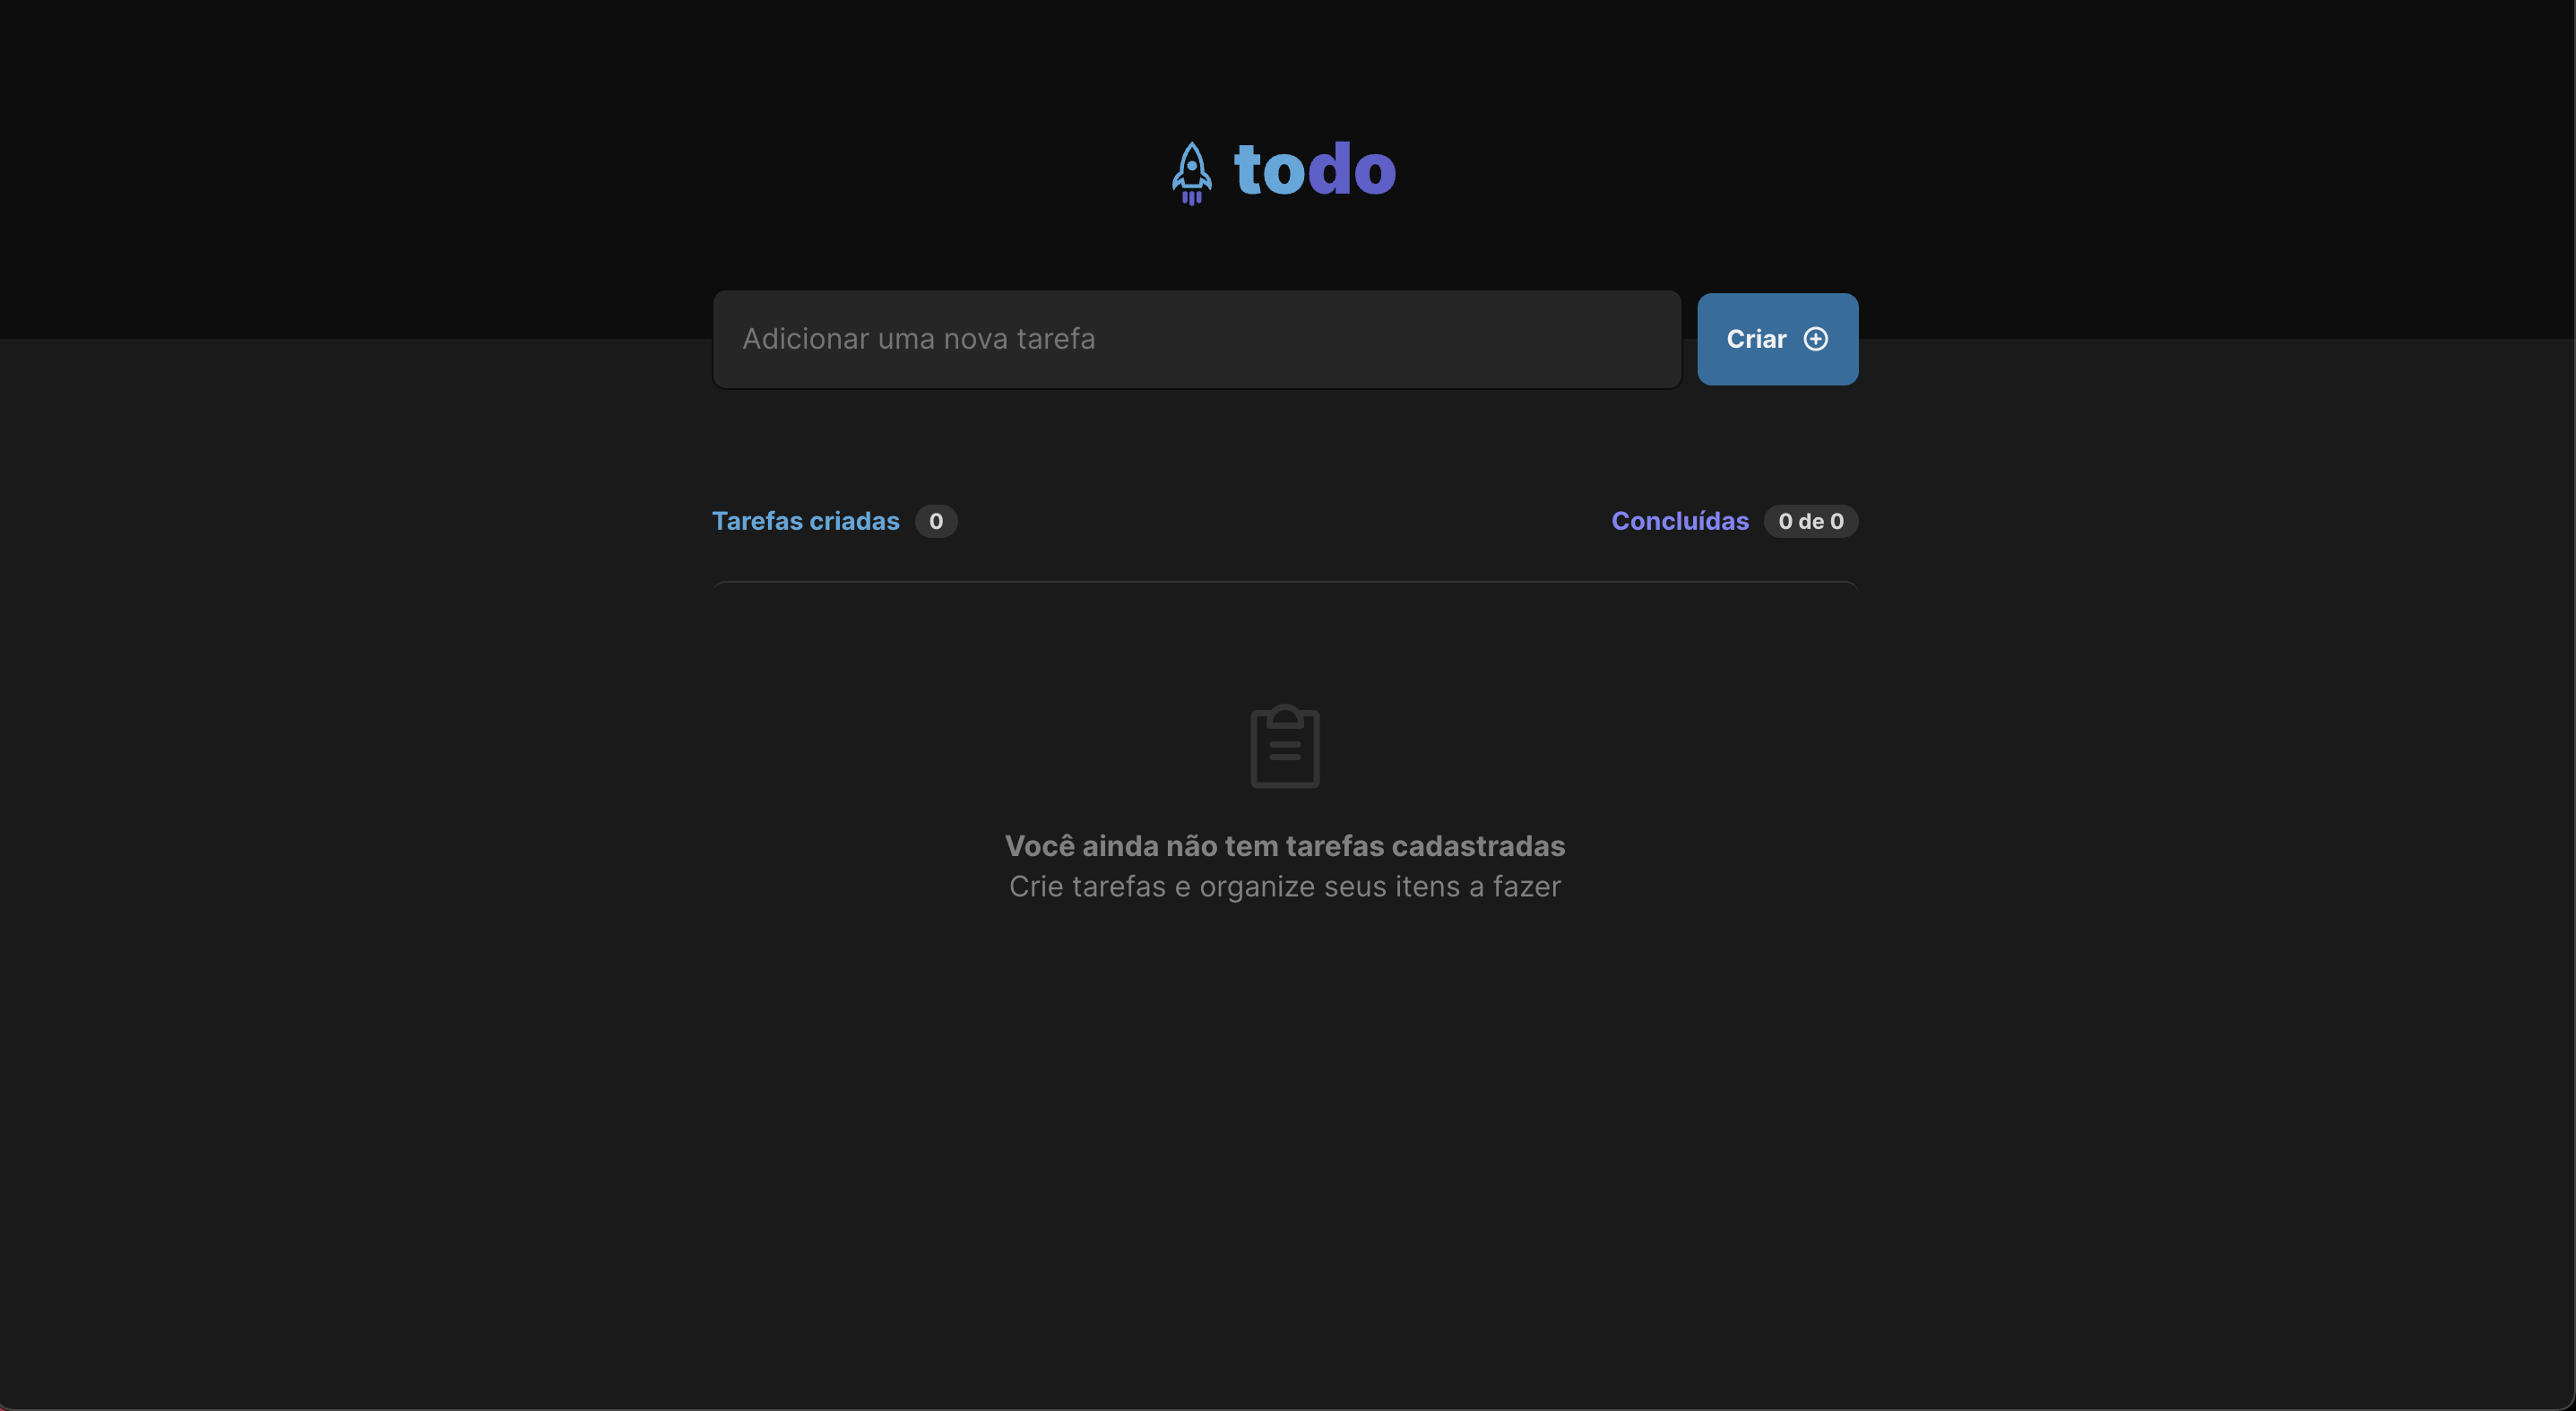 todo
Adicionar uma nova tarefa
Criar
Tarefas criadas 0
Concluídas 0 de 0
Você ainda não tem tarefas cadastradas
Crie tarefas e organize seus itens a fazer